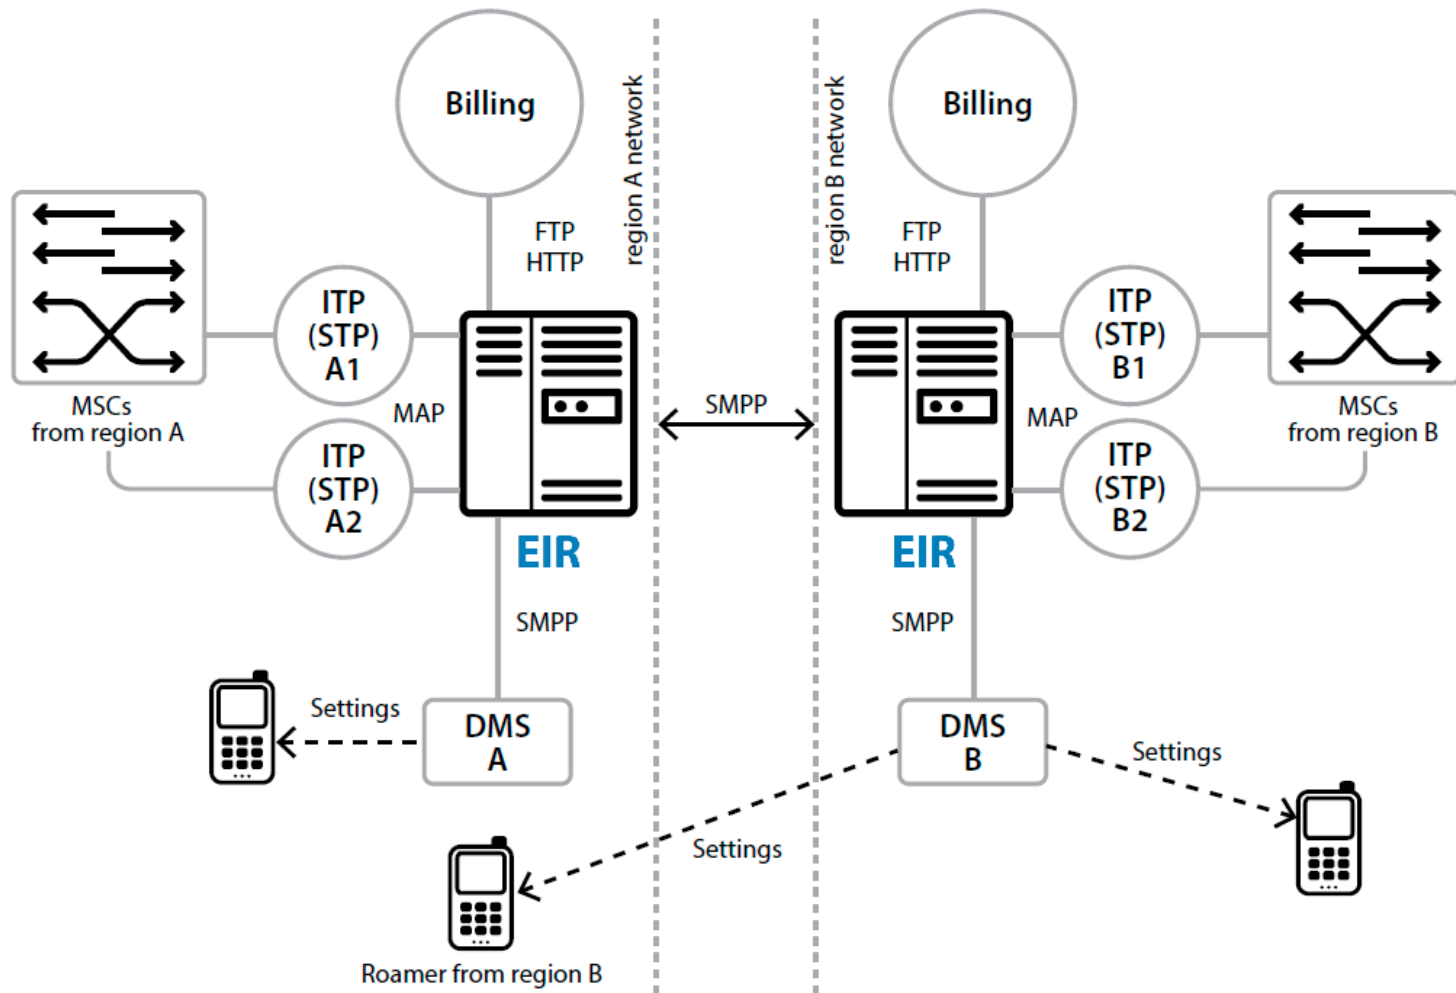 Billing
Billing
region A network
region B network
FTP
HTTP
FTP
HTTP
ITP
(STP)
A1
ITP
(STP)
B1
MSCs
from region A
MAP
SMPP
MAP
MSCs
from region B
ITP
(STP)
A2
ITP
(STP)
B2
EIR
EIR
SMPP
SMPP
Settings
DMS
A
DMS
B
Settings
Settings
Roamer from region B